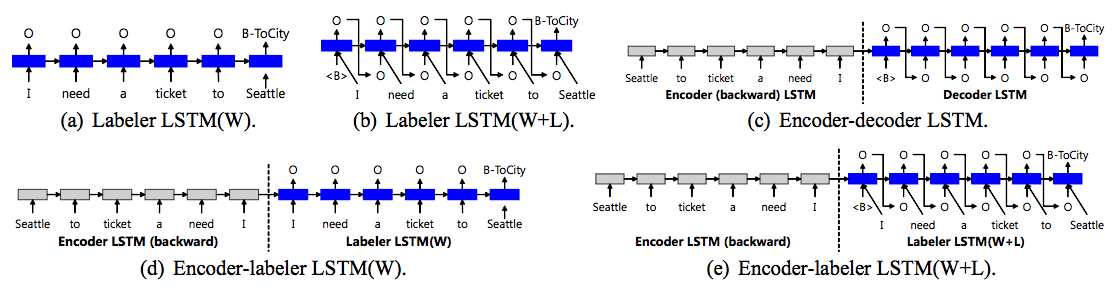 O O O O O B-ToCity
I need a ticket to Seattle
(a) Labeler LSTM(W).
O O O O O B-ToCity
<B> O O O O O
I need a ticket to Seattle
(b) Labeler LSTM(W+L).
O O O O O B-ToCity
Seattle to ticket a need I <B> O O O O O
Encoder (backward) LSTM Decoder LSTM
(c) Encoder-decoder LSTM.
O O O O O B-ToCity
Seattle to ticket a need I I need a ticket to Seattle
Encoder LSTM (backward) Labeler LSTM(W)
(d) Encoder-labeler LSTM(W).
O O O O O B-ToCity
<B> O O O O O
Seattle to ticket a need I I need a ticket to Seattle
Encoder LSTM (backward) Labeler LSTM(W+L)
(e) Encoder-labeler LSTM(W+L).